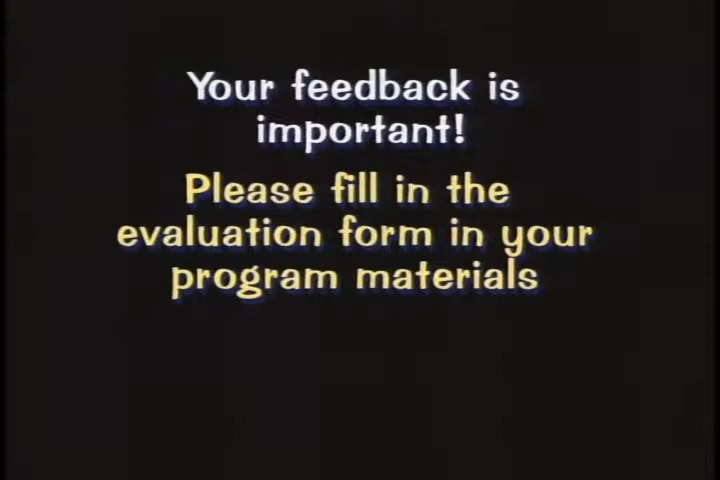 Your feedback is
important!
Please fill in the
evaluation form in your
program materials